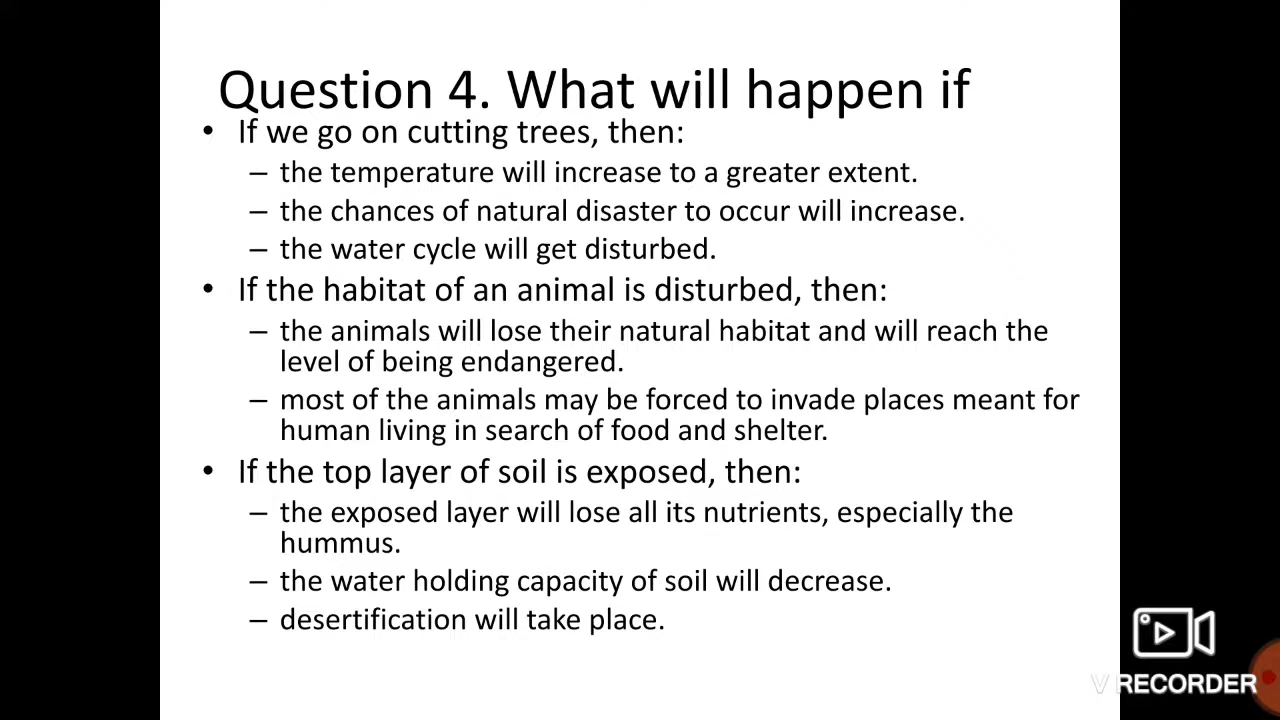 Question 4. What will happen if
• If we go on cutting trees, then:
– the temperature will increase to a greater extent.
– the chances of natural disaster to occur will increase.
– the water cycle will get disturbed.
• If the habitat of an animal is disturbed, then:
– the animals will lose their natural habitat and will reach the
level of being endangered.
– most of the animals may be forced to invade places meant for
human living in search of food and shelter.
• If the top layer of soil is exposed, then:
– the exposed layer will lose all its nutrients, especially the
hummus.
– the water holding capacity of soil will decrease.
– desertification will take place.
V RECORDER